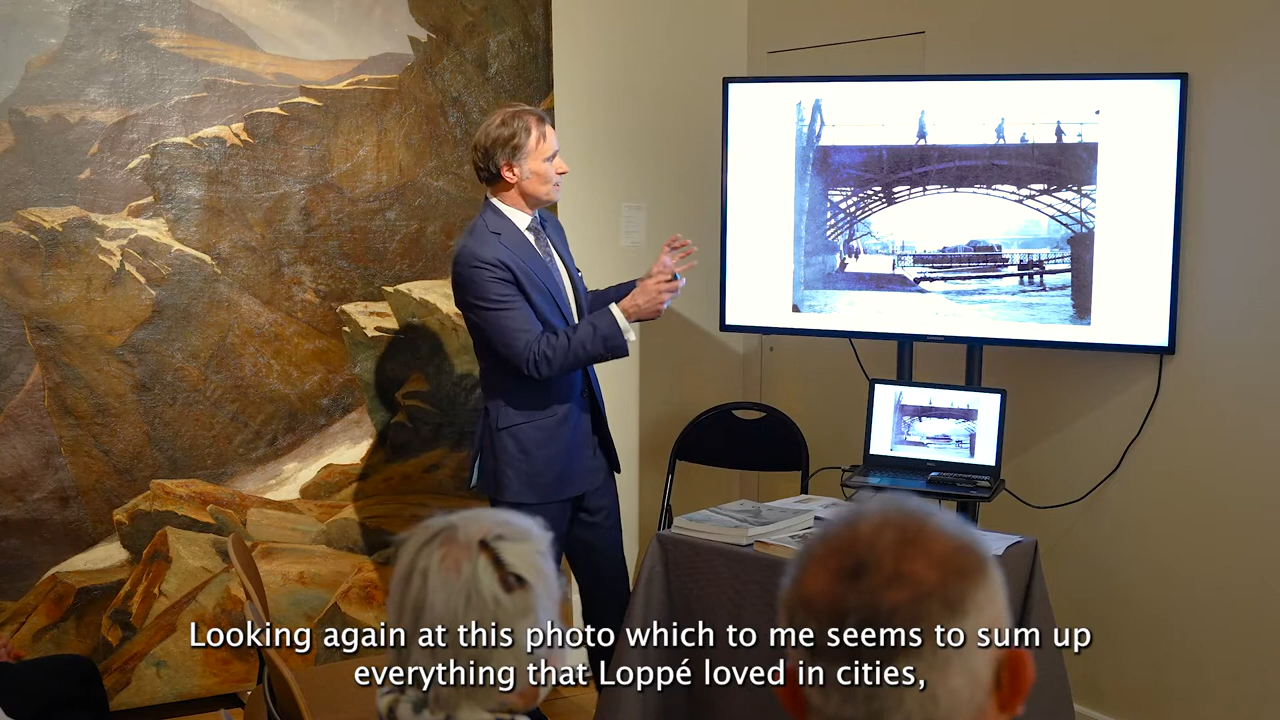 Looking again at this photo which to me seems to sum up
everything that Loppé loved in cities,